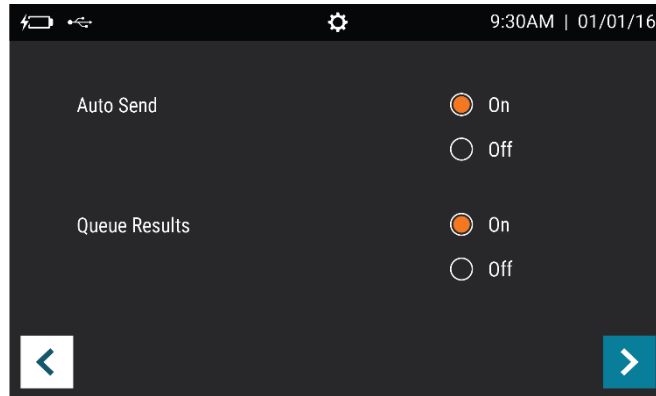 9:30AM | 01/01/16
Auto Send
On
Off
Queue Results
On
Off